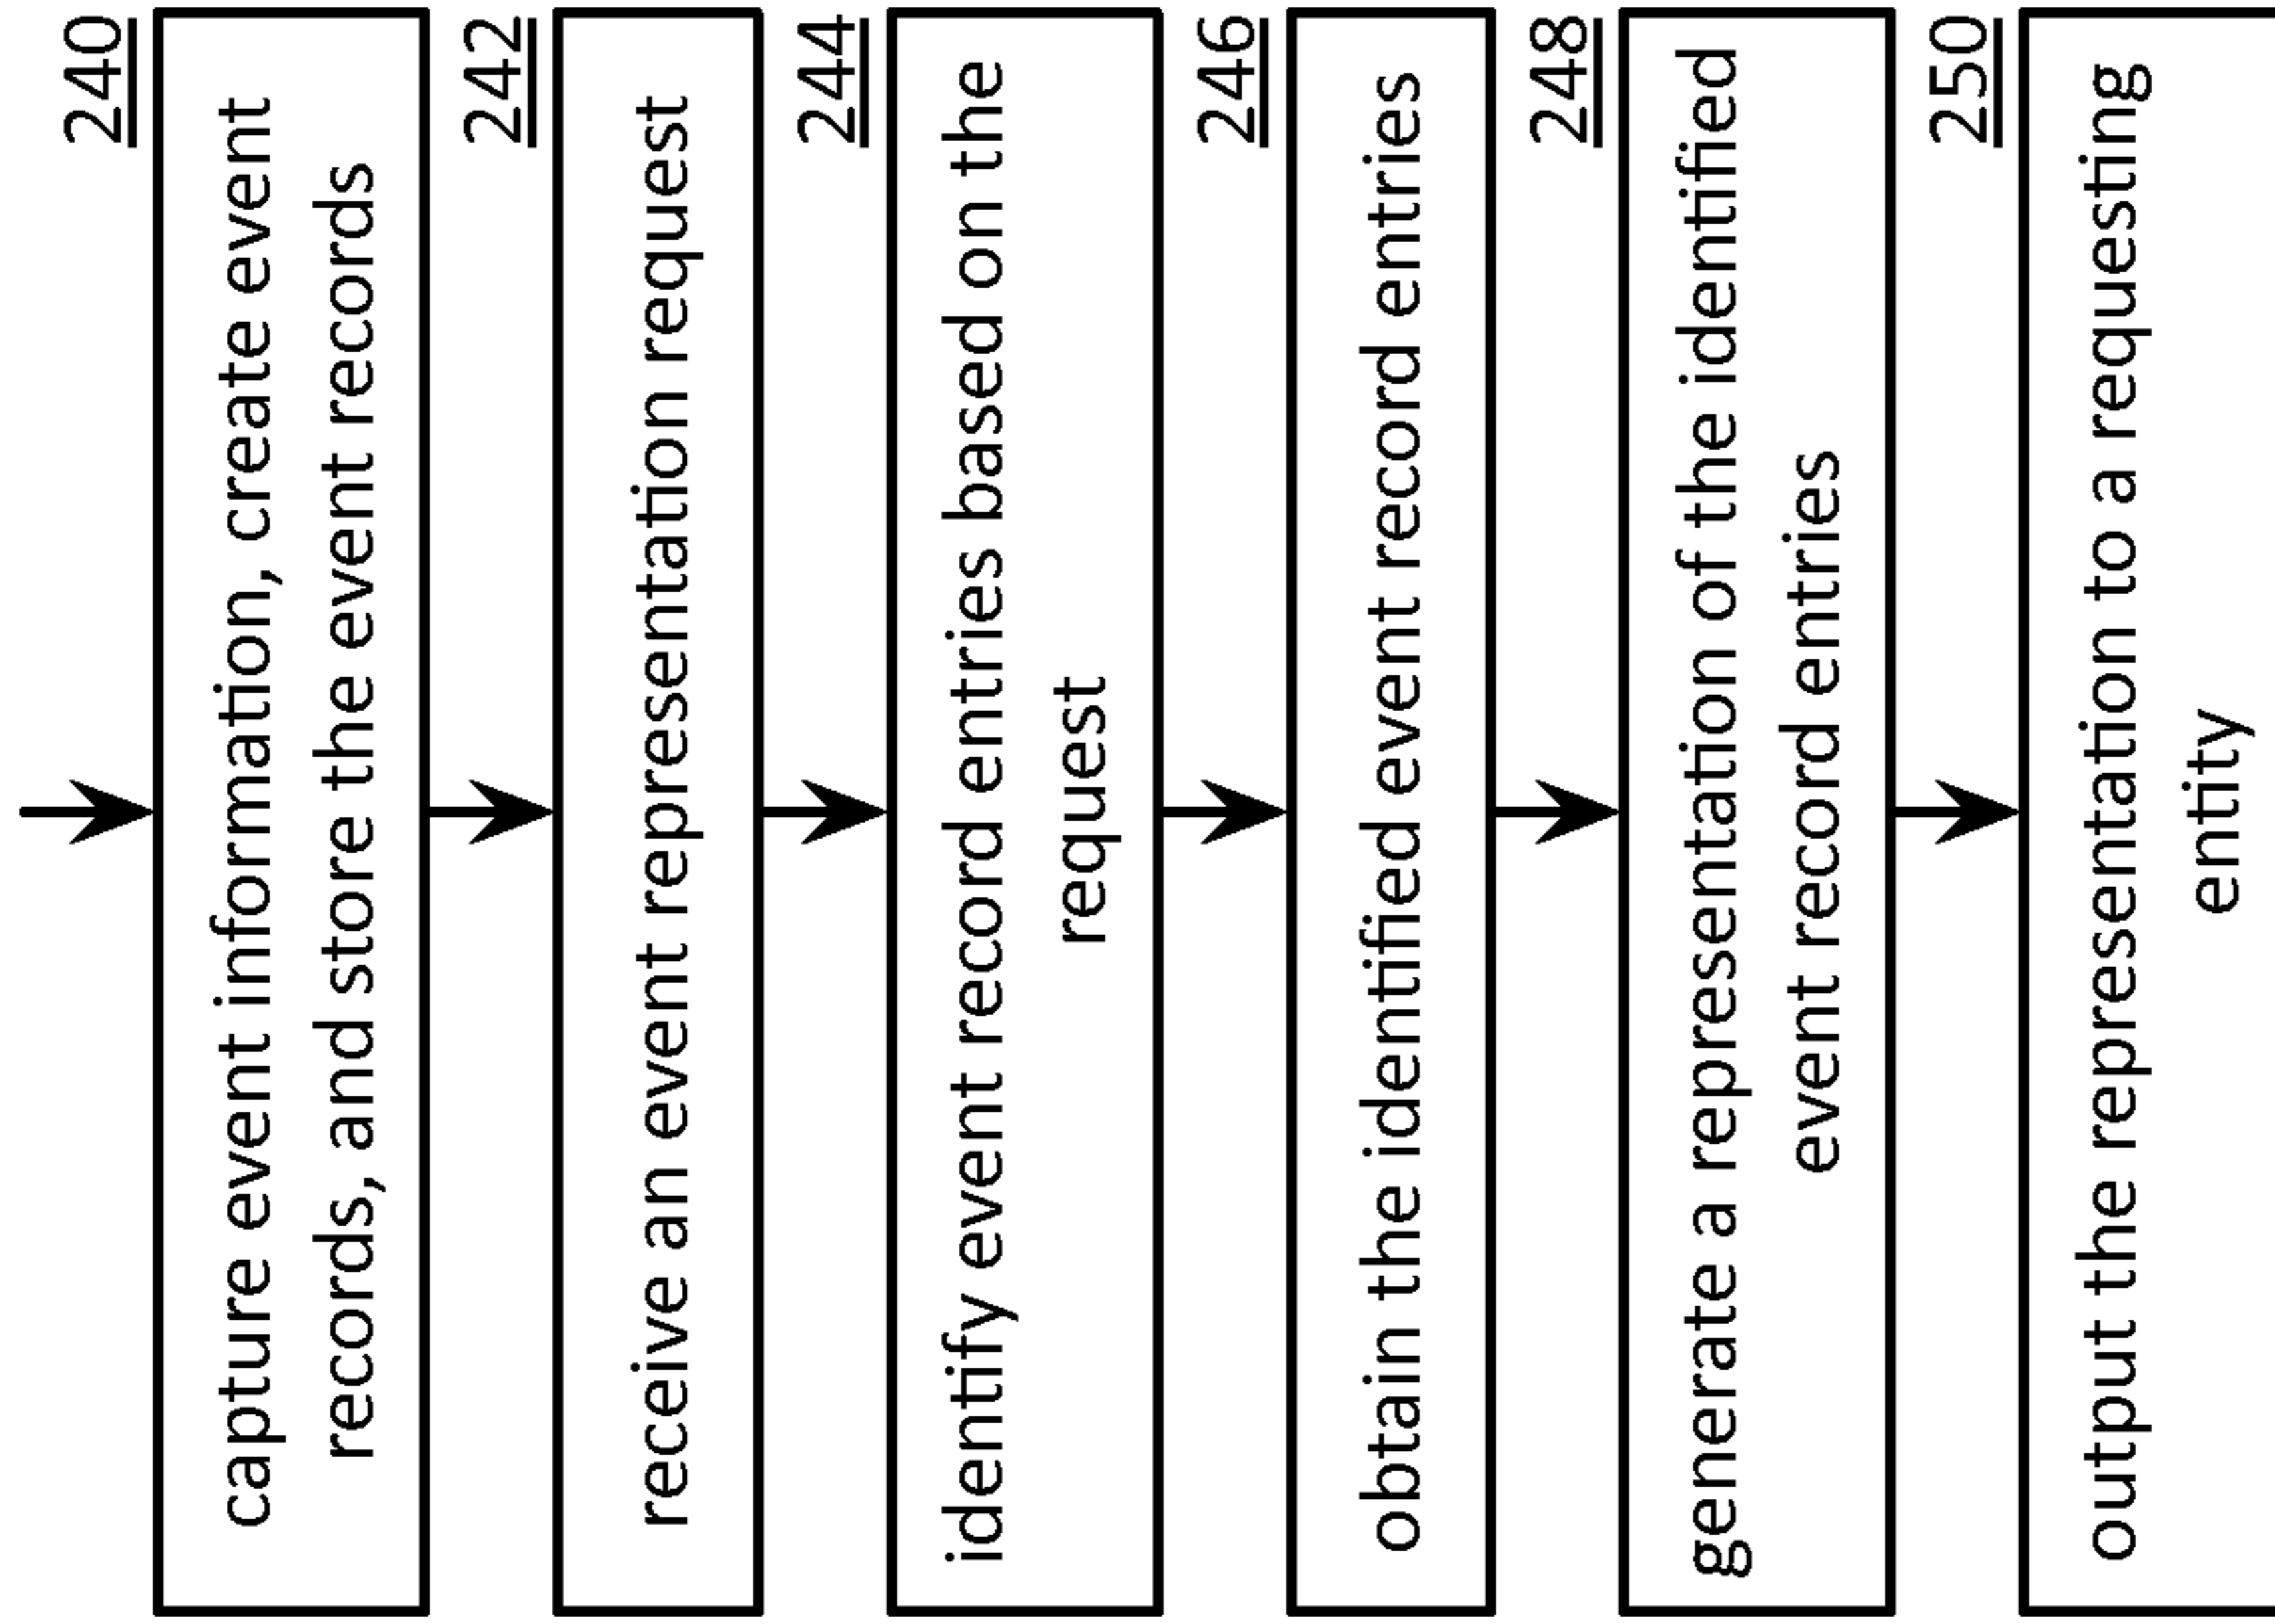 240
capture event information, create event
records, and store the event records
242
receive an event representation request
244
identify event record entries based on the
request
246
obtain the identified event record entries
248
generate a representation of the identified
event record entries
250
output the representation to a requesting
entity